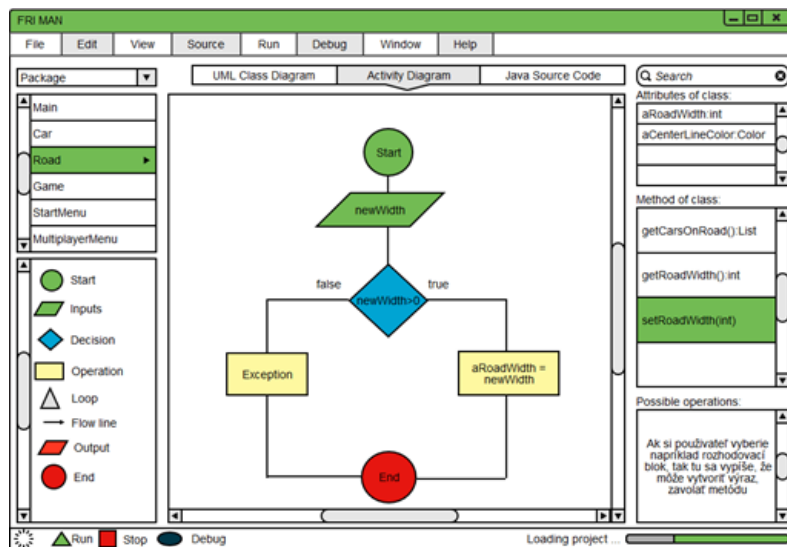 FRI MAN
File Edit View Source Run Debug Window Help
Package
UML Class Diagram Activity Diagram Java Source Code
Search
Main
Car
Road
Game
StartMenu
MultiplayerMenu
Start
Inputs
Decision
Operation
Loop
Flow line
Output
End
Start
newWidth
false
true
newWidth>0
Exception
aRoadWidth =
newWidth
End
Attributes of class:
aRoadWidth:int
aCenterLineColor:Color
Method of class:
getCarsOnRoad():List
getRoadWidth():int
setRoadWidth(int)
Possible operations:
Ak si používateľ vyberie
napríklad rozhodovací
blok, tak tu sa vypíše, že
môže vytvoriť výraz,
zavolať metódu
Run Stop Debug
Loading project ...